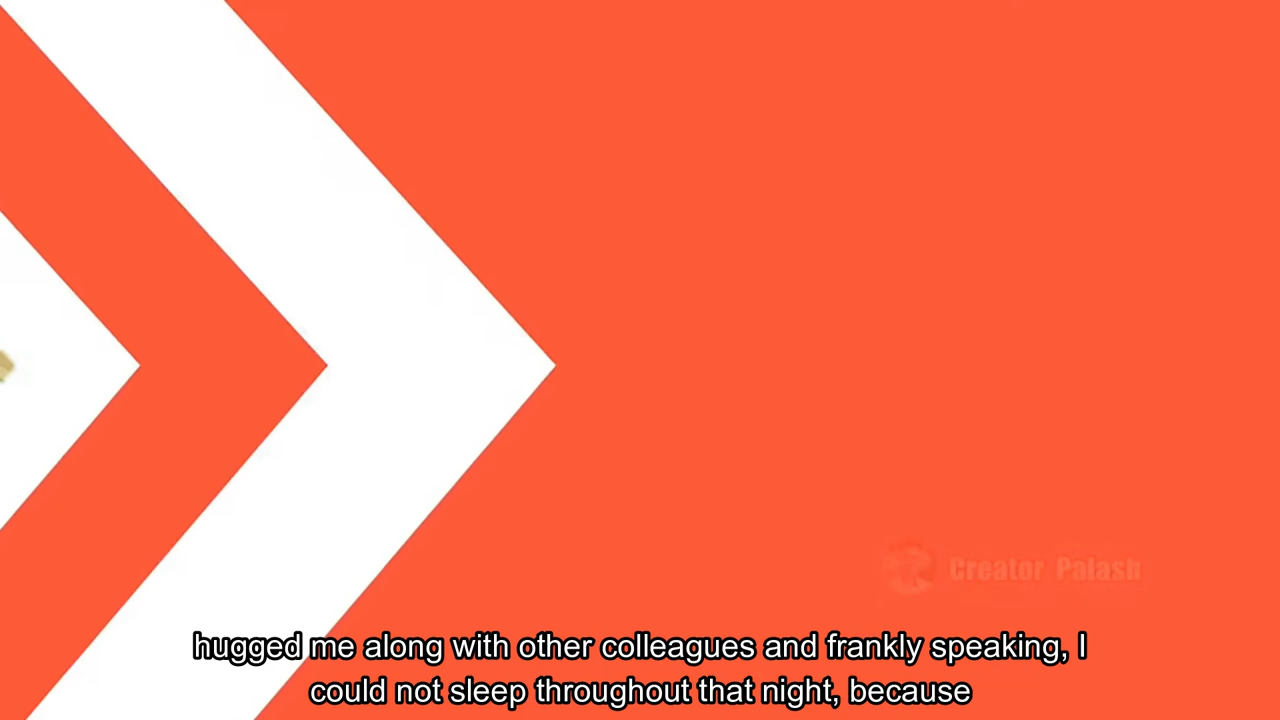 Creator Palash
hugged me along with other colleagues and frankly speaking, I
could not sleep throughout that night, because